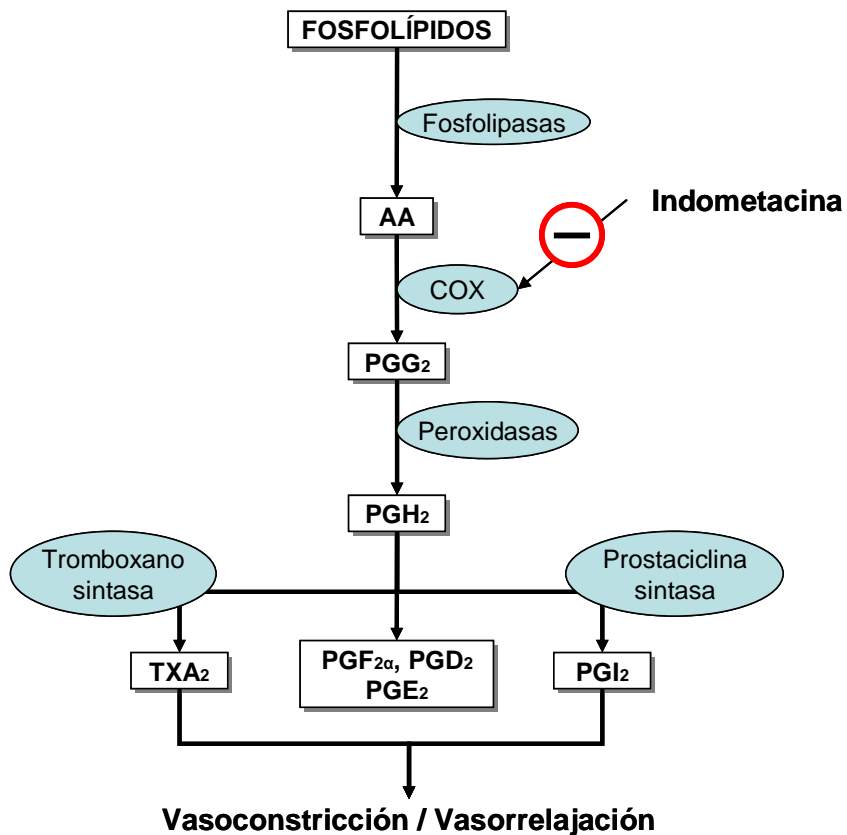 FOSFOLÍPIDOS
Fosfolipasas
Indometacina
AA
COX
PGG₂
Peroxidasas
PGH₂
Tromboxano
sintasa
Prostaciclina
sintasa
TXA₂
PGF₂α, PGD₂
PGE₂
PGI₂
Vasoconstricción / Vasorrelajación